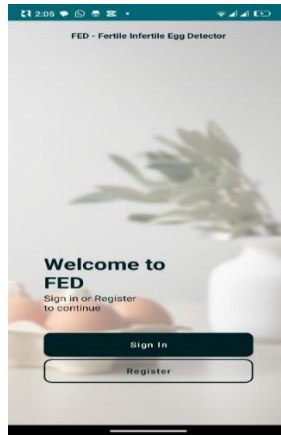 2:05
FED - Fertile Infertile Egg Detector
Welcome to
FED
Sign in or Register
to continue
Sign In
Register